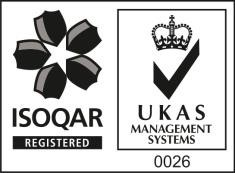 ISOQAR
REGISTERED
UKAS
MANAGEMENT
SYSTEMS
0026